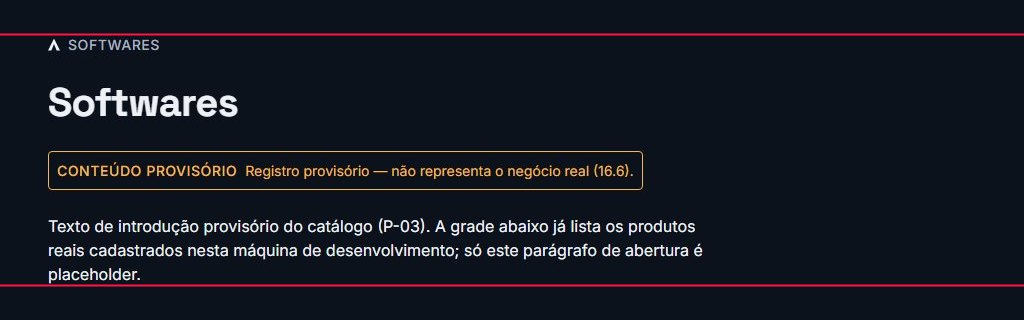 SOFTWARES
Softwares
CONTEÚDO PROVISÓRIO Registro provisório — não representa o negócio real (16.6).
Texto de introdução provisório do catálogo (P-03). A grade abaixo já lista os produtos
reais cadastrados nesta máquina de desenvolvimento; só este parágrafo de abertura é
placeholder.